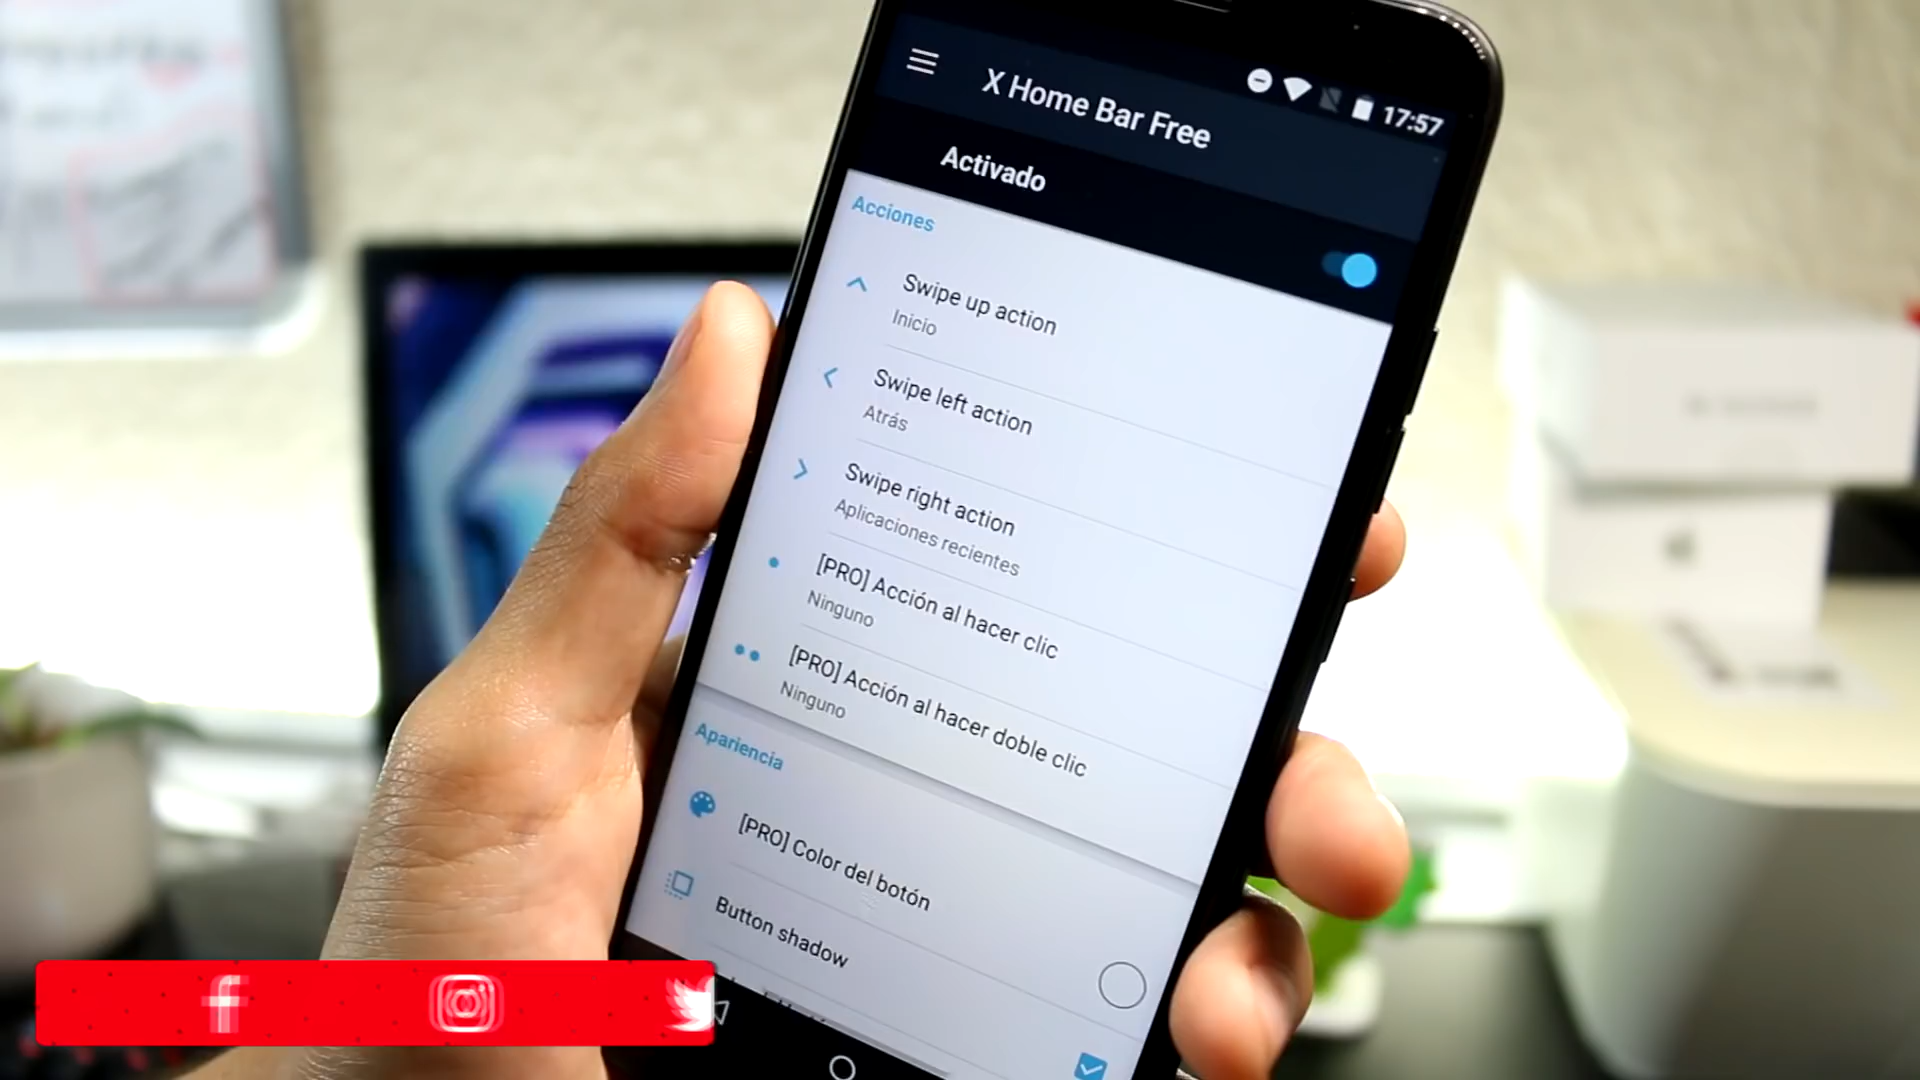 17:57
X Home Bar Free
Activado
Acciones
Swipe up action
Inicio
Swipe left action
Atrás
Swipe right action
Aplicaciones recientes
[PRO] Acción al hacer clic
Ninguno
[PRO] Acción al hacer doble clic
Ninguno
Apariencia
[PRO] Color del botón
Button shadow